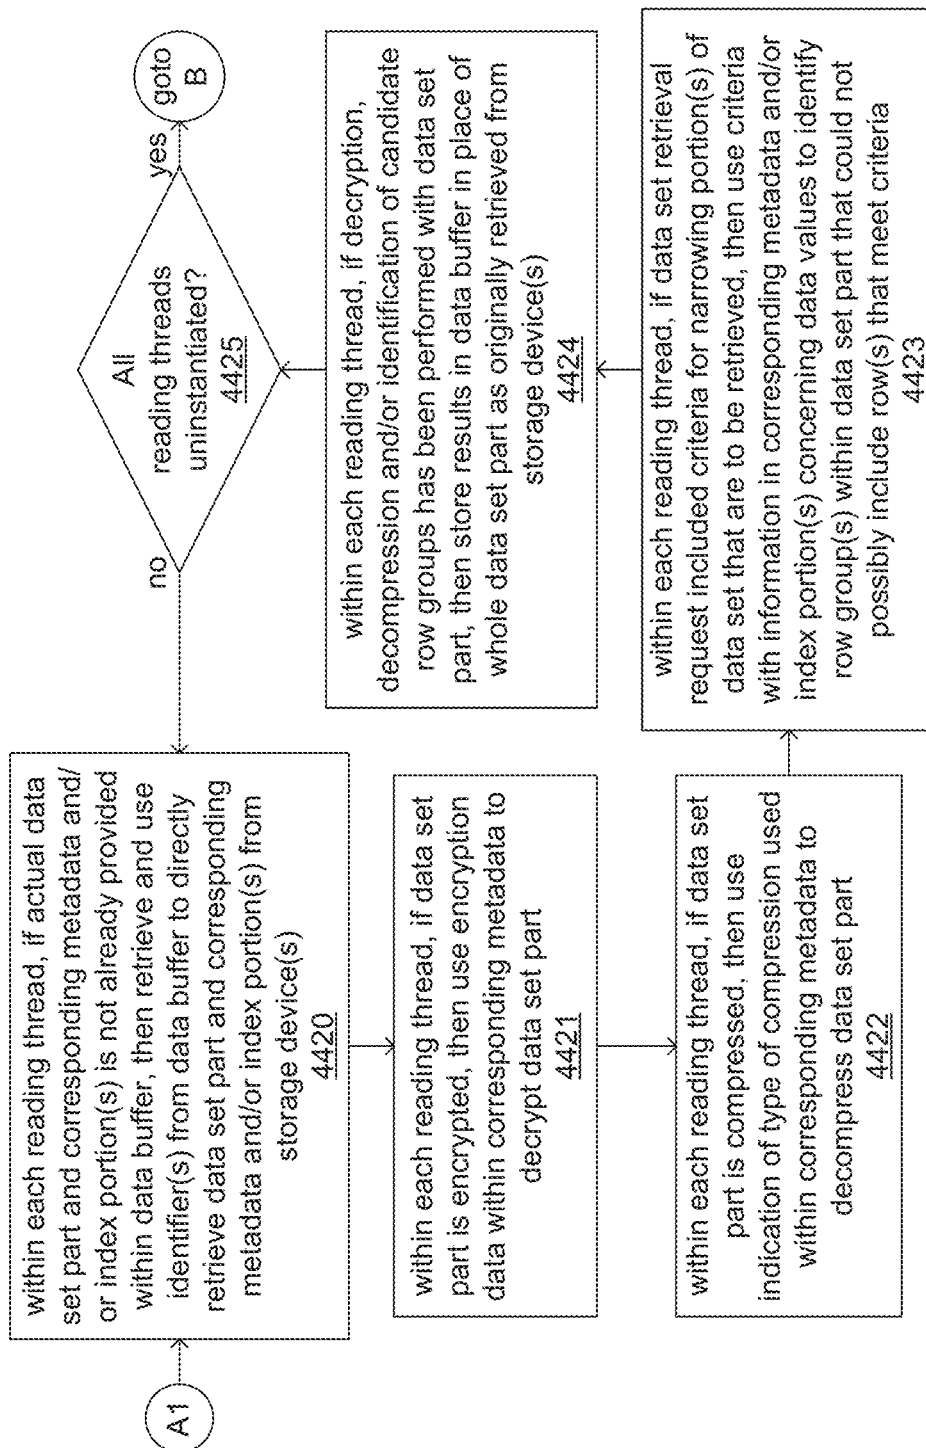 A1
within each reading thread, if actual data
set part and corresponding metadata and/
or index portion(s) is not already provided
within data buffer, then retrieve and use
identifier(s) from data buffer to directly
retrieve data set part and corresponding
metadata and/or index portion(s) from
storage device(s)
4420
within each reading thread, if data set
part is encrypted, then use encryption
data within corresponding metadata to
decrypt data set part
4421
within each reading thread, if data set
part is compressed, then use
indication of type of compression used
within corresponding metadata to
decompress data set part
4422
within each reading thread, if data set retrieval
request included criteria for narrowing portion(s) of
data set that are to be retrieved, then use criteria
with information in corresponding metadata and/or
index portion(s) concerning data values to identify
row group(s) within data set part that could not
possibly include row(s) that meet criteria
4423
within each reading thread, if decryption,
decompression and/or identification of candidate
row groups has been performed with data set
part, then store results in data buffer in place of
whole data set part as originally retrieved from
storage device(s)
4424
All
reading threads
uninstantiated?
4425
no
yes
goto
B